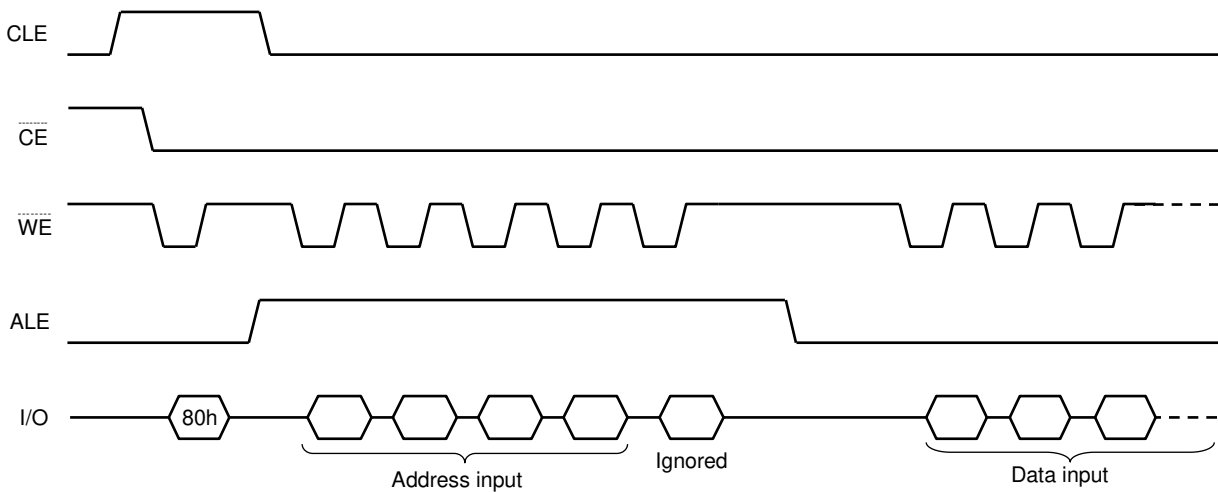 CLE
CE
WE
ALE
I/O
80h
Address input
Ignored
Data input